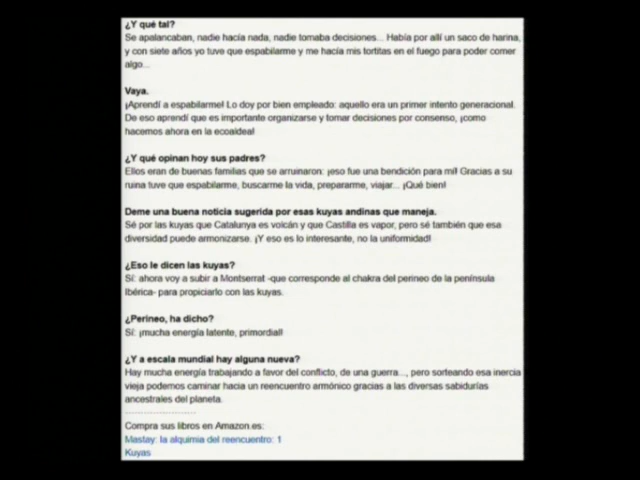 ¿Y qué tal?
Se apalancaban, nadie hacía nada, nadie tomaba decisiones... Había por allí un saco de harina,
y con siete años yo tuve que espabilarme y me hacía mis tortitas en el fuego para poder comer
algo...
Vaya.
¡Aprendí a espabilarme! Lo doy por bien empleado: aquello era un primer intento generacional.
De eso aprendí que es importante organizarse y tomar decisiones por consenso, ¡como
hacemos ahora en la ecoaldea!
¿Y qué opinan hoy sus padres?
Ellos eran de buenas familias que se arruinaron: ¡eso fue una bendición para mí! Gracias a su
ruina tuve que espabilarme, buscarme la vida, prepararme, viajar... ¡Qué bien!
Deme una buena noticia sugerida por esas kuyas andinas que maneja.
Sé por las kuyas que Catalunya es volcán y que Castilla es vapor, pero sé también que esa
diversidad puede armonizarse. ¡Y eso es lo interesante, no la uniformidad!
¿Eso le dicen las kuyas?
Sí: ahora voy a subir a Montserrat -que corresponde al chakra del perineo de la península
Ibérica- para propiciarlo con las kuyas.
¿Perineo, ha dicho?
Sí: ¡mucha energía latente, primordial!
¿Y a escala mundial hay alguna nueva?
Hay mucha energía trabajando a favor del conflicto, de una guerra..., pero sorteando esa inercia
vieja podemos caminar hacia un reencuentro armónico gracias a las diversas sabidurías
ancestrales del planeta.
-----------------------
Compra sus libros en Amazon.es:
Mastay: la alquimia del reencuentro: 1
Kuyas